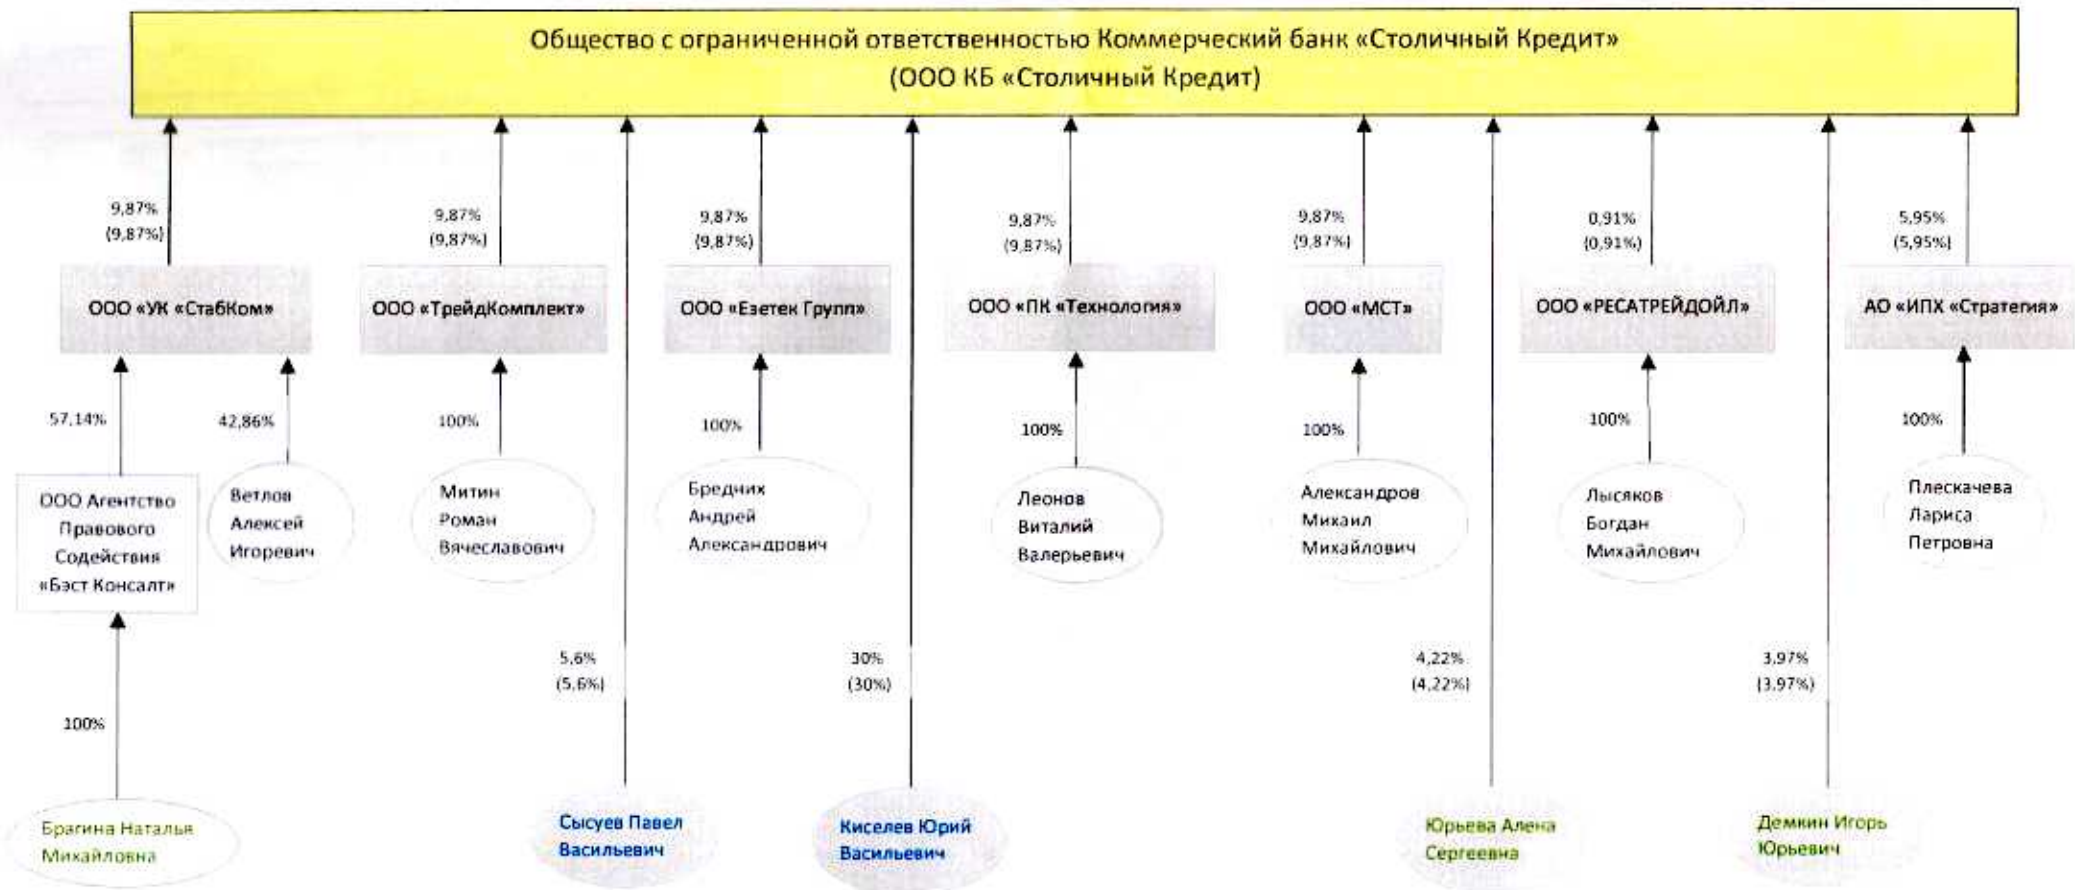 Общество с ограниченной ответственностью Коммерческий банк «Столичный Кредит»
(ООО КБ «Столичный Кредит)
9,87%
(9,87%)
9,87%
(9,87%)
9,87%
(9,87%)
9,87%
(9,87%)
9,87%
(9,87%)
0,91%
(0,91%)
5,95%
(5,95%)
ООО «УК «СтабКом»
ООО «ТрейдКомплект»
ООО «Езетек Групп»
ООО «ПК «Технология»
ООО «МСТ»
ООО «РЕСАТРЕЙДОЙЛ»
АО «ИПХ «Стратегия»
57,14%
42,86%
100%
100%
100%
100%
100%
100%
ООО Агентство
Правового
Содействия
«Бэст Консалт»
Ветлов
Алексей
Игоревич
Митин
Роман
Вячеславович
Бредчих
Андрей
Александрович
Леонов
Виталий
Валерьевич
Александров
Михаил
Михайлович
Лысяков
Богдан
Михайлович
Плескачева
Лариса
Петровна
5,6%
(5,6%)
30%
(30%)
4,22%
(4,22%)
3,97%
(3,97%)
100%
Брагина Наталья
Михайловна
Сысуев Павел
Васильевич
Киселев Юрий
Васильевич
Юрьева Алена
Сергеевна
Демкин Игорь
Юрьевич